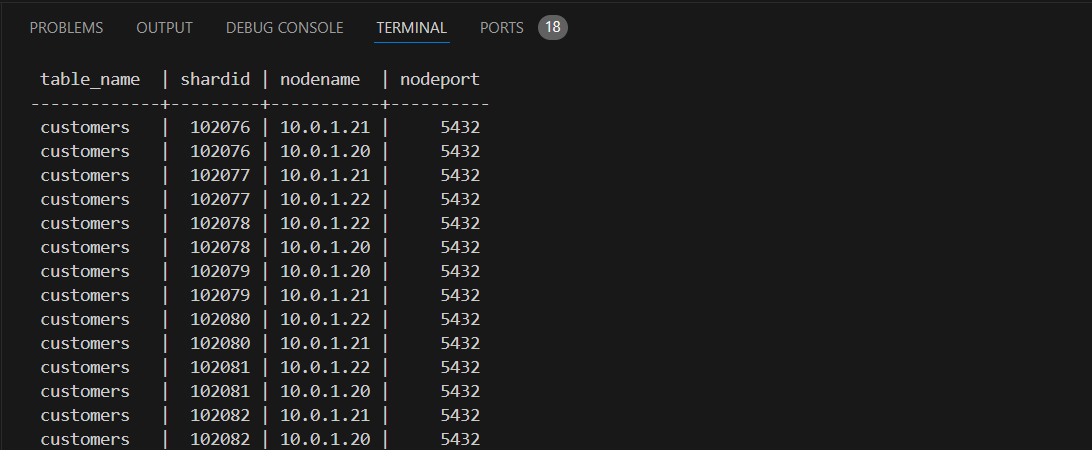 PROBLEMS OUTPUT DEBUG CONSOLE TERMINAL PORTS 18
table_name | shardid | nodename | nodeport
-------------+---------+-----------+----------
customers | 102076 | 10.0.1.21 | 5432
customers | 102076 | 10.0.1.20 | 5432
customers | 102077 | 10.0.1.21 | 5432
customers | 102077 | 10.0.1.22 | 5432
customers | 102078 | 10.0.1.22 | 5432
customers | 102078 | 10.0.1.20 | 5432
customers | 102079 | 10.0.1.20 | 5432
customers | 102079 | 10.0.1.21 | 5432
customers | 102080 | 10.0.1.22 | 5432
customers | 102080 | 10.0.1.21 | 5432
customers | 102081 | 10.0.1.22 | 5432
customers | 102081 | 10.0.1.20 | 5432
customers | 102082 | 10.0.1.21 | 5432
customers | 102082 | 10.0.1.20 | 5432